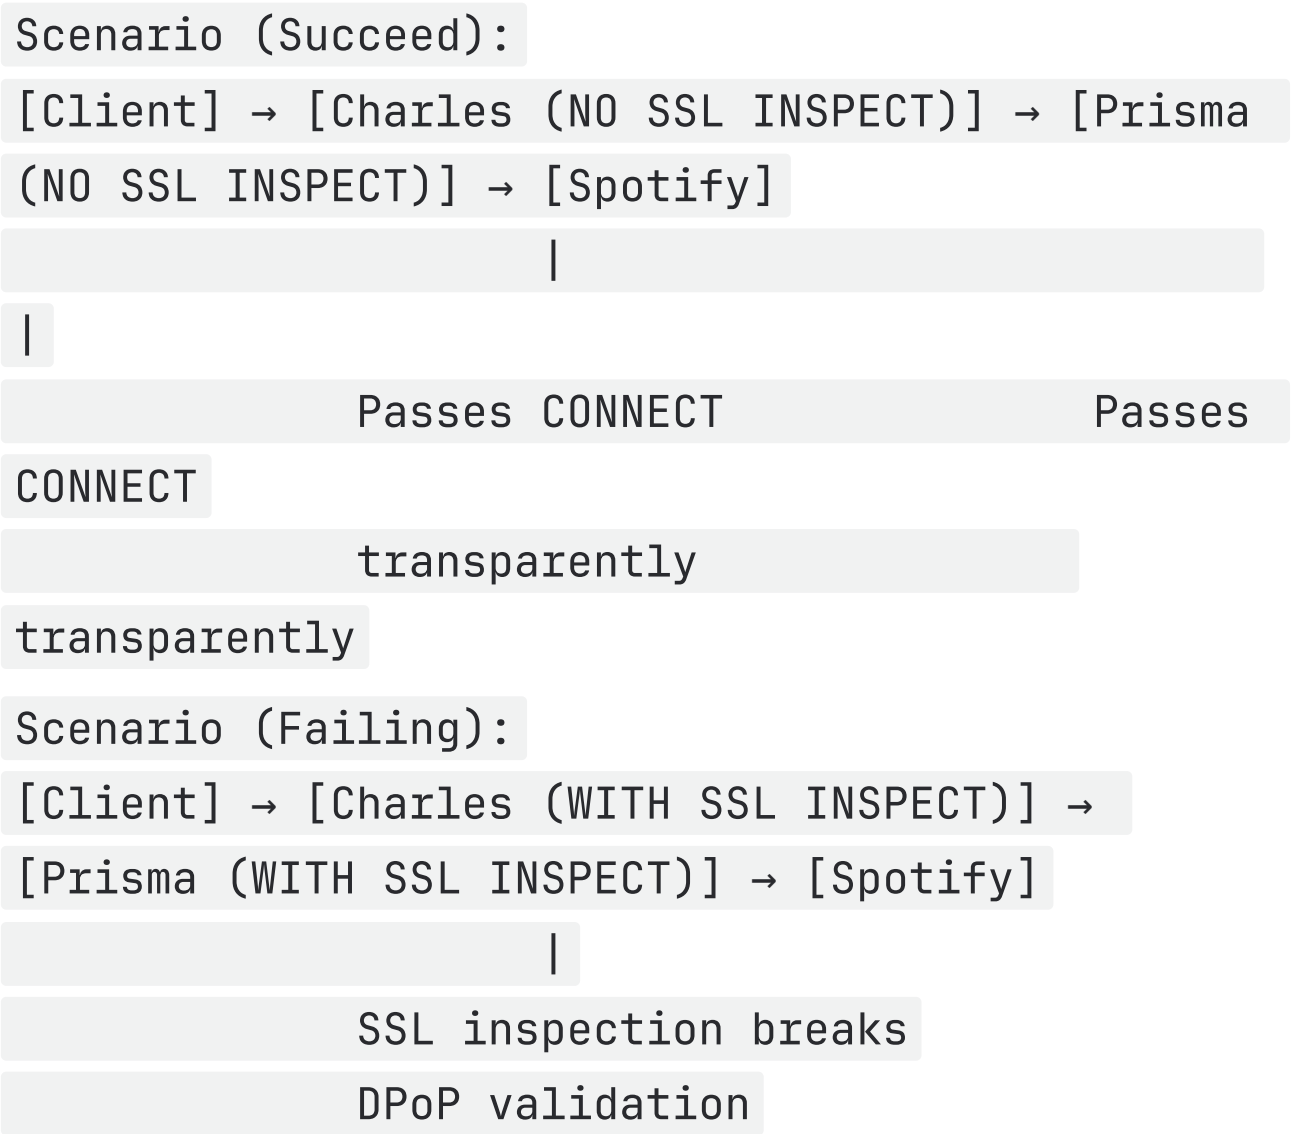 Scenario (Succeed):
[Client] → [Charles (NO SSL INSPECT)] → [Prisma
(NO SSL INSPECT)] → [Spotify]
|
|
Passes CONNECT                            Passes
CONNECT
transparently
transparently
Scenario (Failing):
[Client] → [Charles (WITH SSL INSPECT)] →
[Prisma (WITH SSL INSPECT)] → [Spotify]
|
SSL inspection breaks
DPoP validation